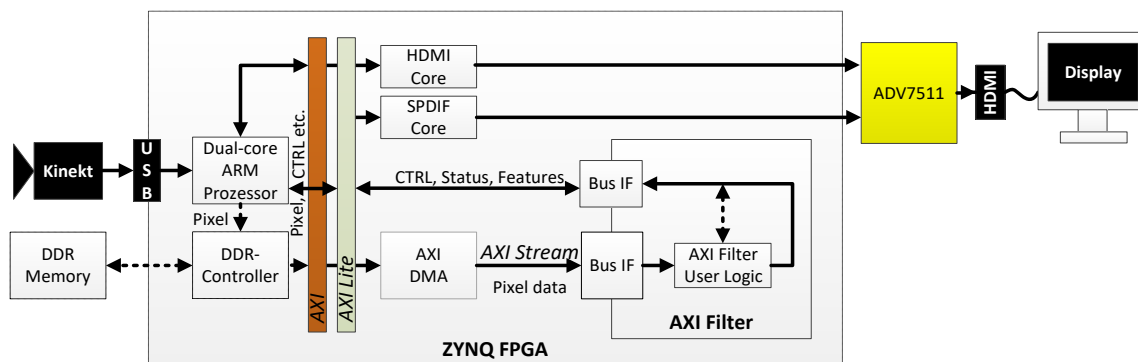 HDMI
Core
SPDIF
Core
ADV7511
HDMI
Display
Kinekt
USB
Dual-core
ARM
Prozessor
Pixel, CTRL etc.
CTRL, Status, Features
Bus IF
Pixel
DDR
Memory
DDR-
Controller
AXI
AXI Lite
AXI
DMA
AXI Stream
Pixel data
Bus IF
AXI Filter
User Logic
AXI Filter
ZYNQ FPGA